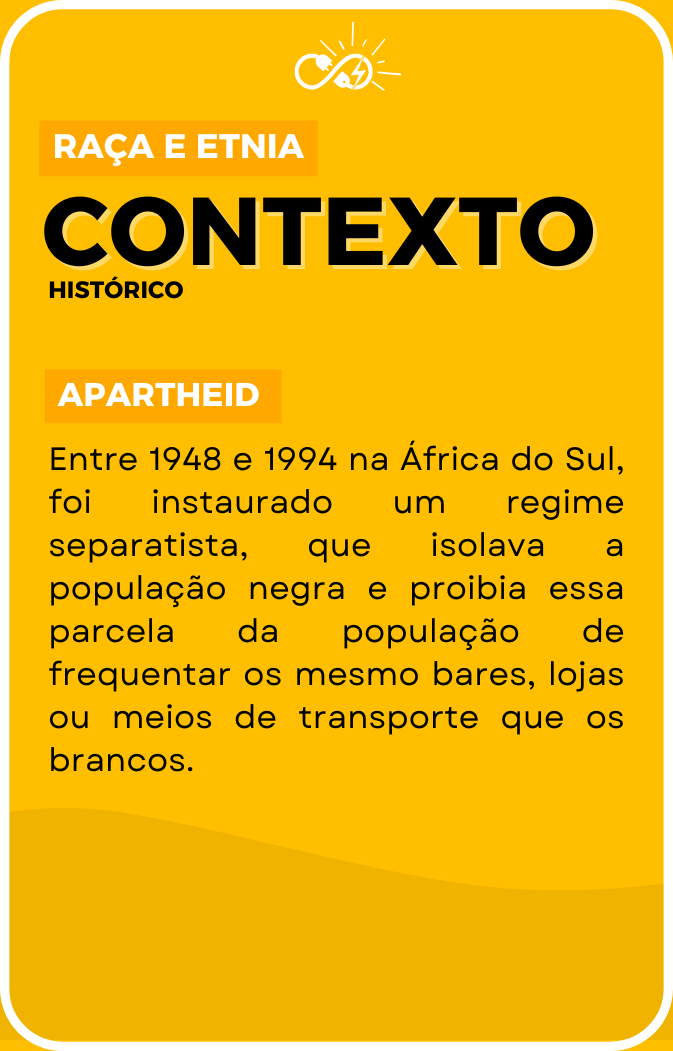 RAÇA E ETNIA
CONTEXTO
HISTÓRICO
APARTHEID
Entre 1948 e 1994 na África do Sul,
foi instaurado um regime
separatista, que isolava a
população negra e proibia essa
parcela da população de
frequentar os mesmo bares, lojas
ou meios de transporte que os
brancos.